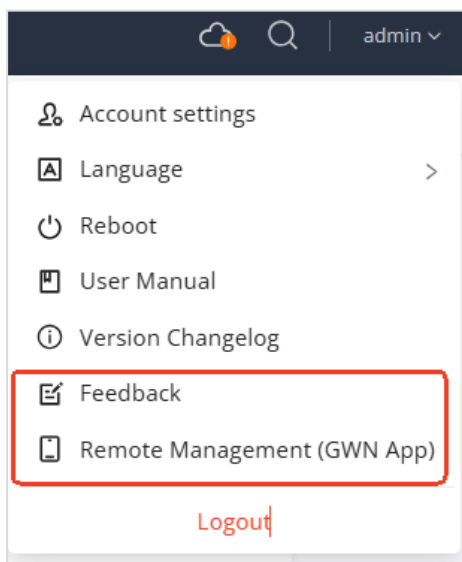 admin
Account settings
Language
Reboot
User Manual
Version Changelog
Feedback
Remote Management (GWN App)
Logout